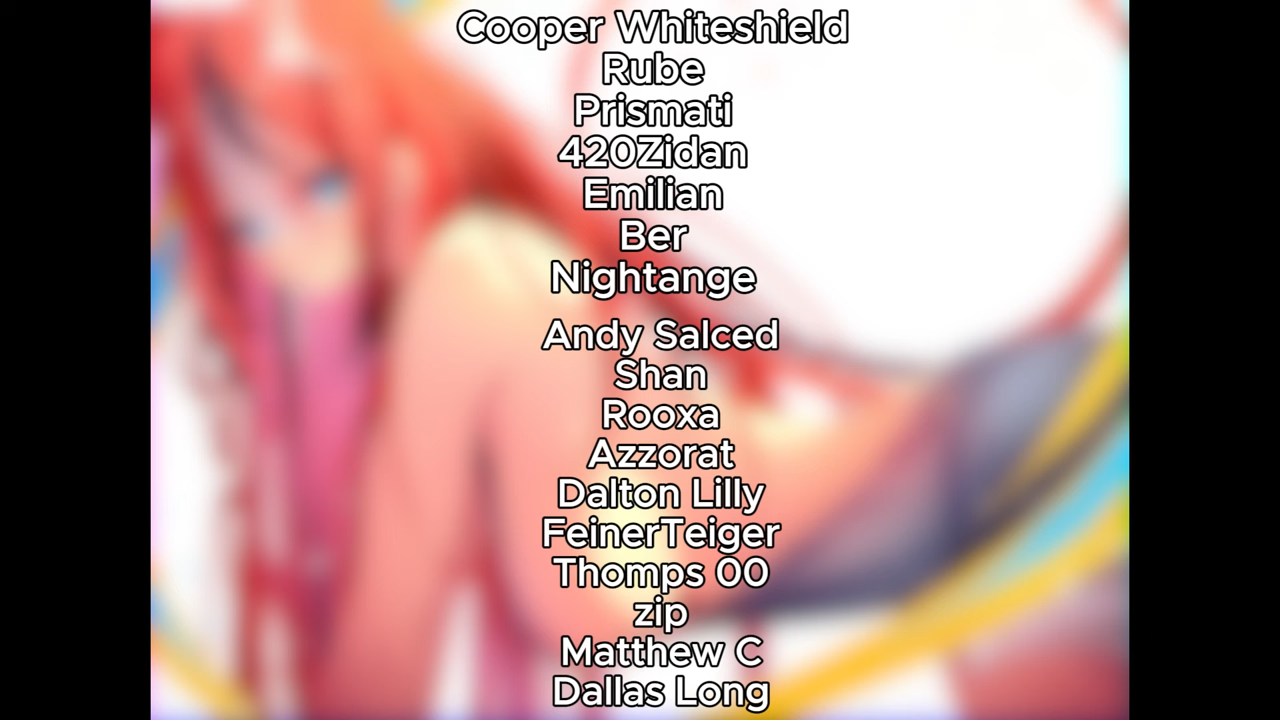 Cooper Whiteshield
Rube
Prismati
420Zidan
Emilian
Ber
Nightange
Andy Salced
Shan
Rooxa
Azzorat
Dalton Lilly
FeinerTeiger
Thomps 00
zip
Matthew C
Dallas Long